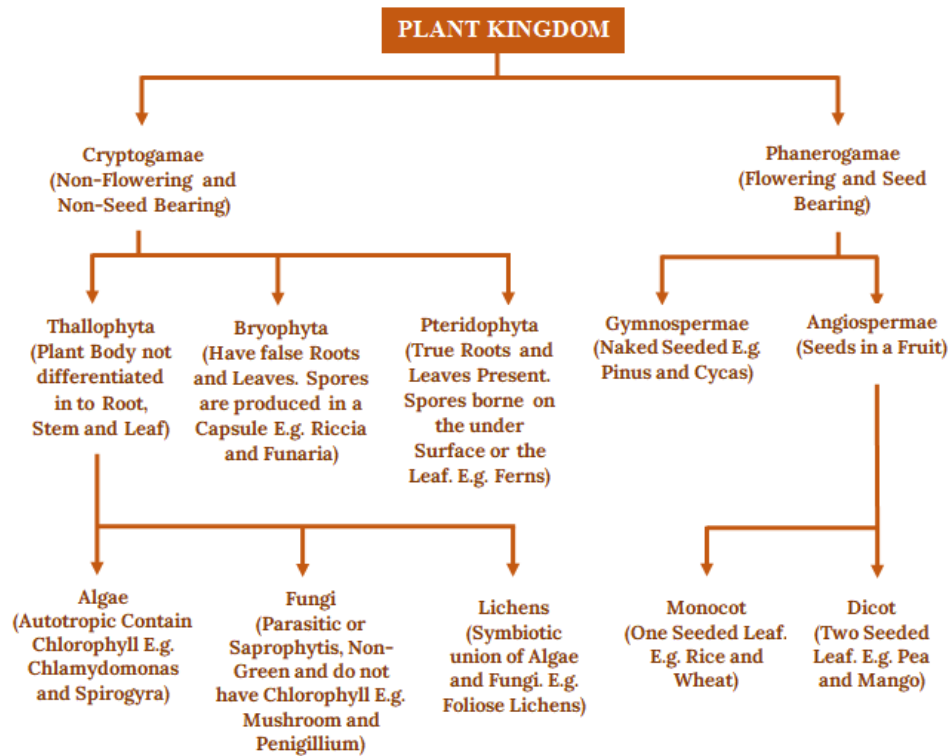 PLANT KINGDOM
Cryptogamae
(Non-Flowering and
Non-Seed Bearing)
Phanerogamae
(Flowering and Seed
Bearing)
Thallophyta
(Plant Body not
differentiated
in to Root,
Stem and Leaf)
Bryophyta
(Have false Roots
and Leaves. Spores
are produced in a
Capsule E.g. Riccia
and Funaria)
Pteridophyta
(True Roots and
Leaves Present.
Spores borne on
the under
Surface or the
Leaf. E.g. Ferns)
Gymnospermae
(Naked Seeded E.g.
Pinus and Cycas)
Angiospermae
(Seeds in a Fruit)
Algae
(Autotropic Contain
Chlorophyll E.g.
Chlamydomonas
and Spirogyra)
Fungi
(Parasitic or
Saprophytis, Non-
Green and do not
have Chlorophyll E.g.
Mushroom and
Penigillium)
Lichens
(Symbiotic
union of Algae
and Fungi. E.g.
Foliose Lichens)
Monocot
(One Seeded Leaf.
E.g. Rice and
Wheat)
Dicot
(Two Seeded
Leaf. E.g. Pea
and Mango)